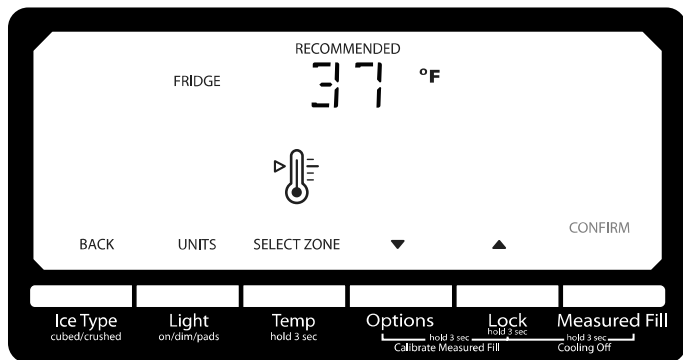 RECOMMENDED
FRIDGE 37 °F
BACK UNITS SELECT ZONE ▼ ▲ CONFIRM
Ice Type Light Temp Options Lock Measured Fill
cubed/crushed on/dim/pads hold 3 sec hold 3 sec hold 3 sec hold 3 sec
Calibrate Measured Fill Cooling Off